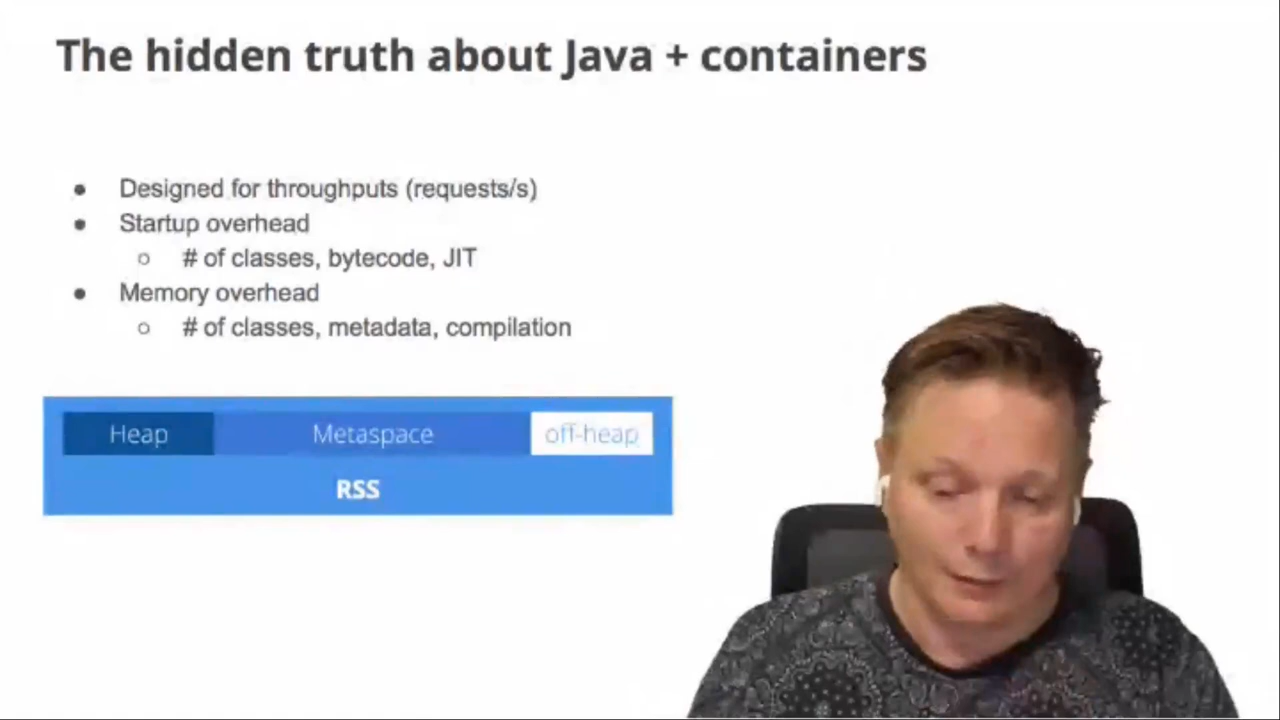 The hidden truth about Java + containers
● Designed for throughputs (requests/s)
● Startup overhead
○ # of classes, bytecode, JIT
● Memory overhead
○ # of classes, metadata, compilation
Heap Metaspace off-heap
RSS